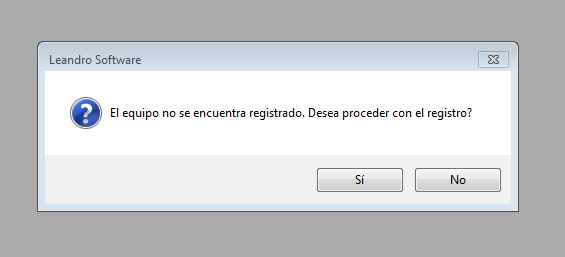 Leandro Software
El equipo no se encuentra registrado. Desea proceder con el registro?
Sí
No